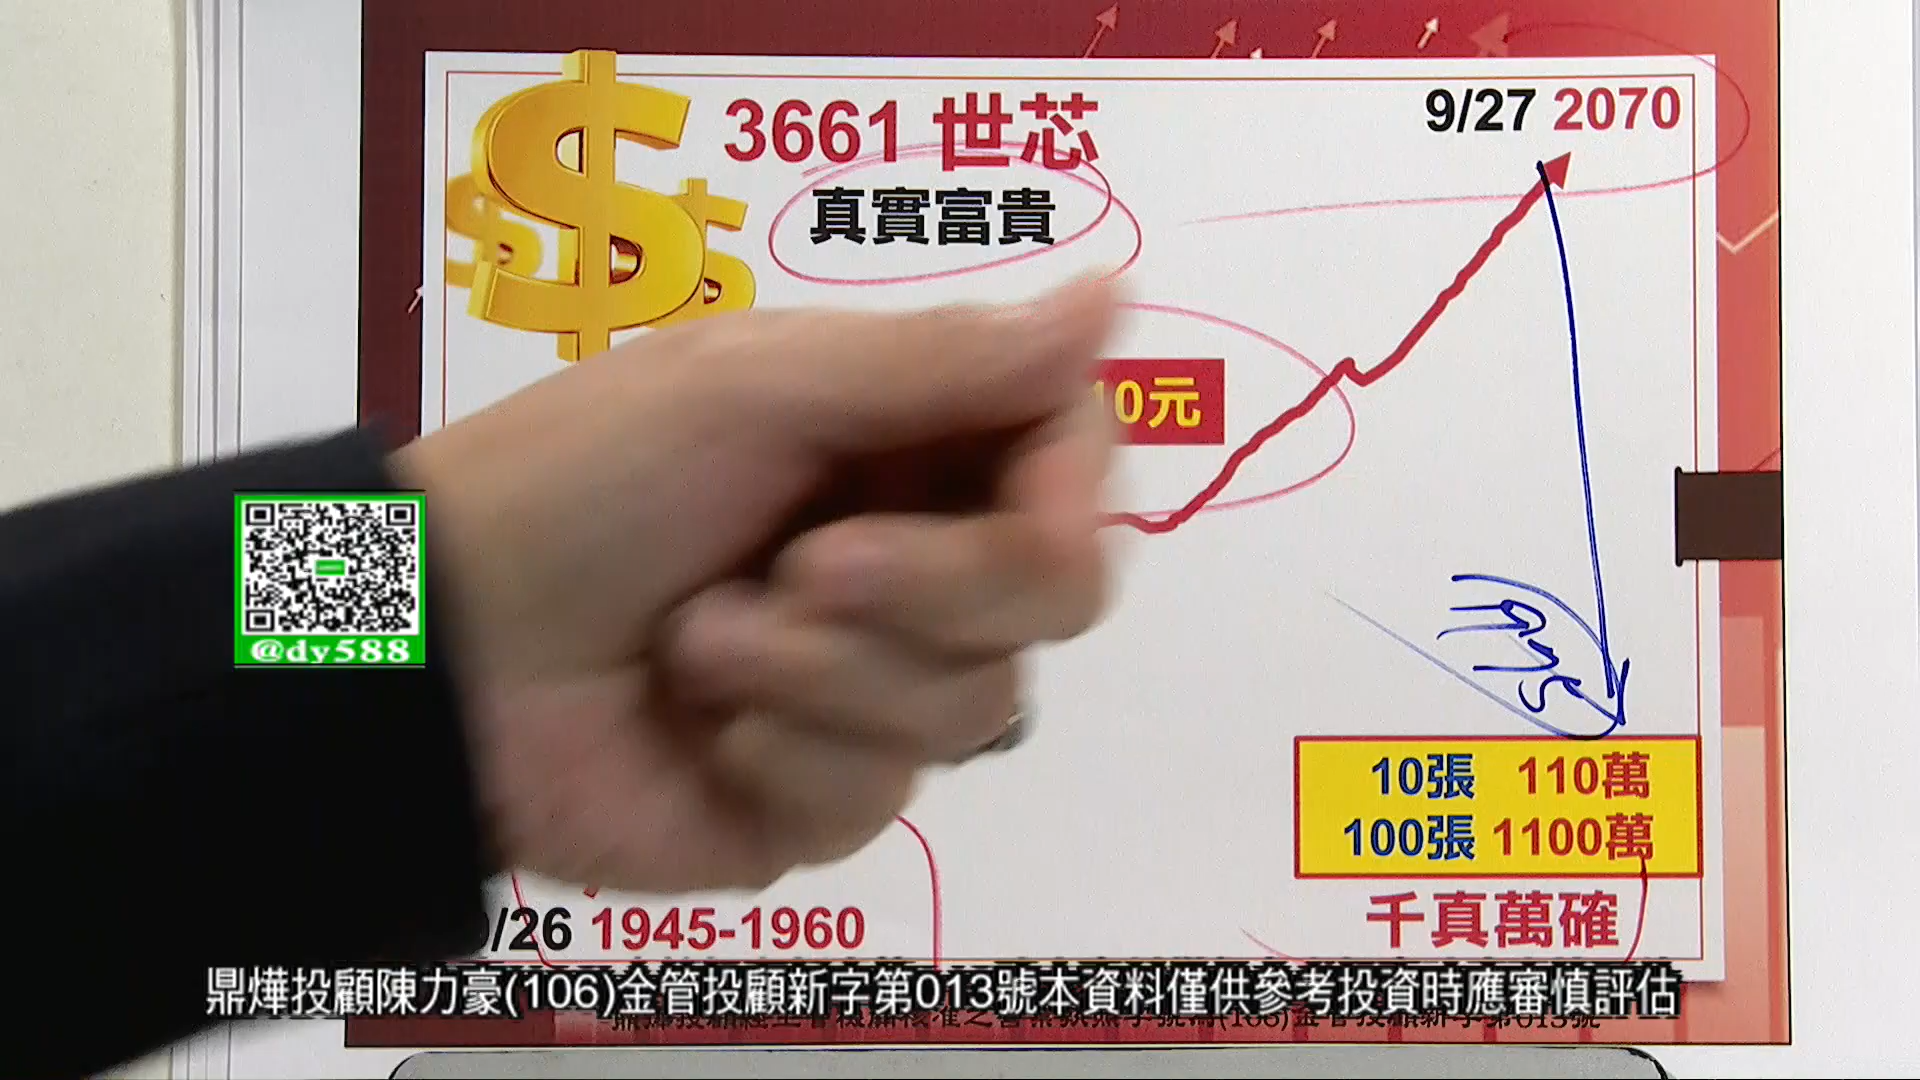 3661 世芯
9/27 2070
真實富貴
10元
@dy588
10張 110萬
100張 1100萬
千真萬確
/26 1945-1960
鼎燁投顧陳力豪(106)金管投顧新字第013號本資料僅供參考投資時應審慎評估